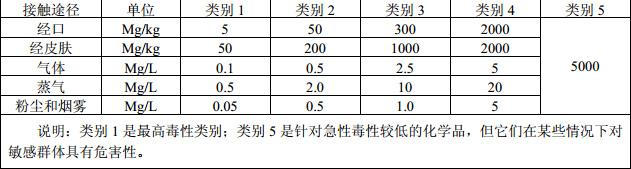 接触途径 单位 类别 1 类别 2 类别 3 类别 4 类别 5
经口 Mg/kg 5 50 300 2000 5000
经皮肤 Mg/kg 50 200 1000 2000
气体 Mg/L 0.1 0.5 2.5 5
蒸气 Mg/L 0.5 2.0 10 20
粉尘和烟雾 Mg/L 0.05 0.5 1.0 5
说明：类别 1 是最高毒性类别；类别 5 是针对急性毒性较低的化学品，但它们在某些情况下对
敏感群体具有危害性。